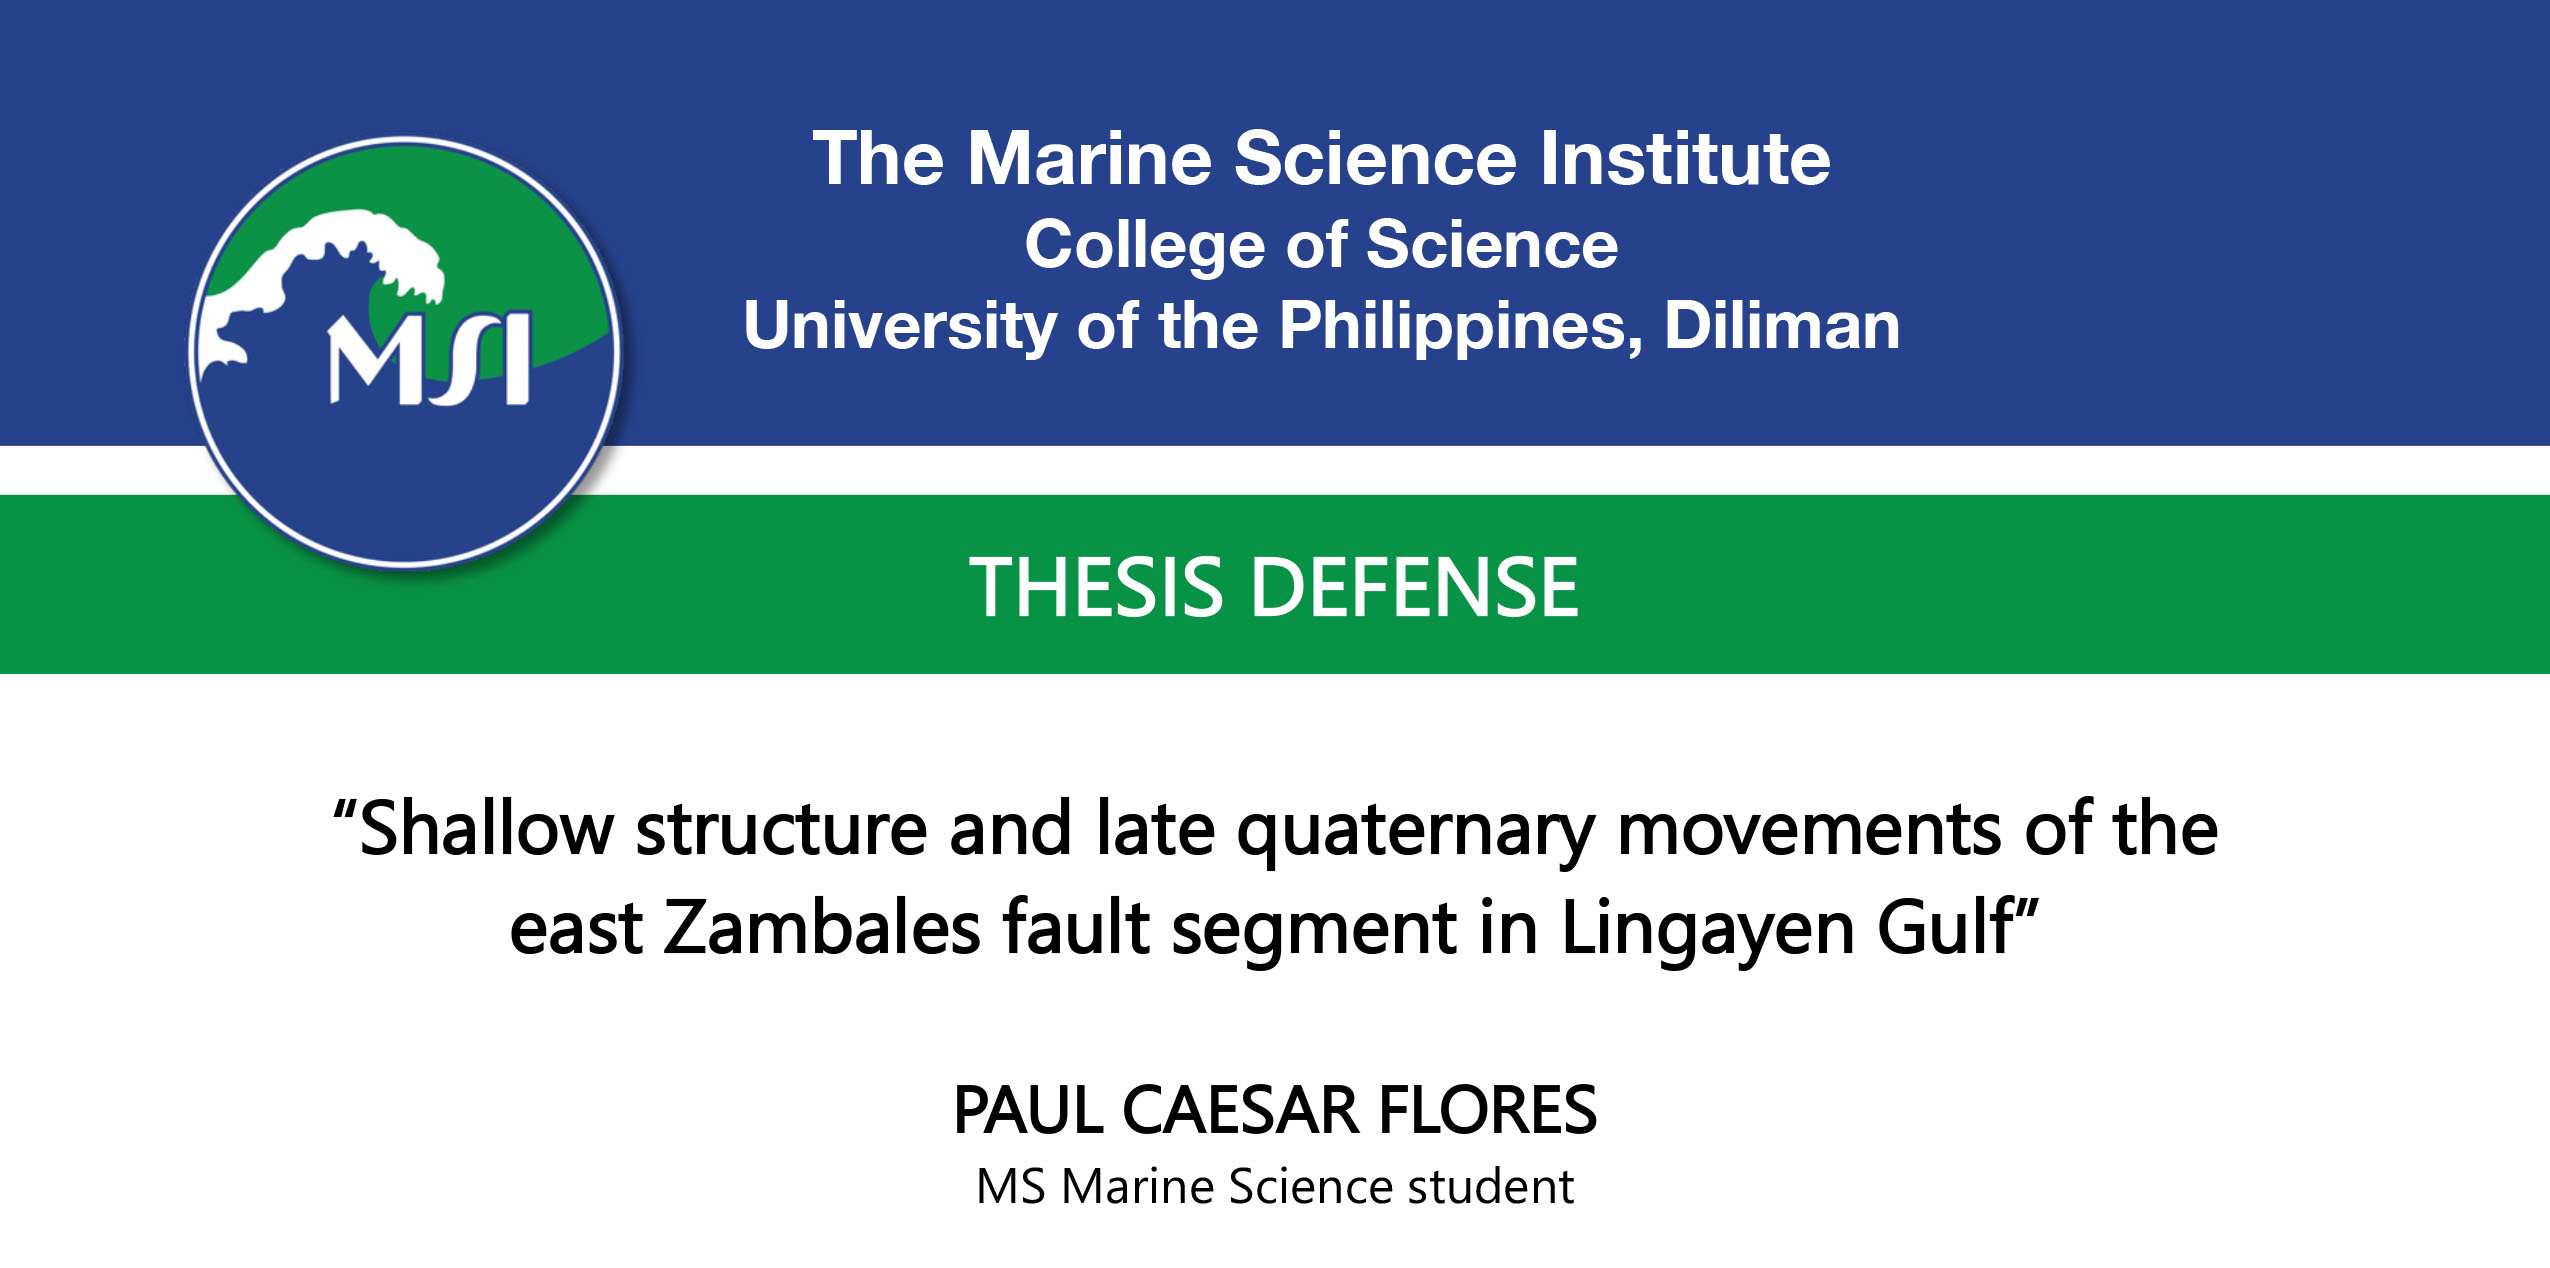 The Marine Science Institute
College of Science
University of the Philippines, Diliman
MSI
THESIS DEFENSE
“Shallow structure and late quaternary movements of the
east Zambales fault segment in Lingayen Gulf”
PAUL CAESAR FLORES
MS Marine Science student